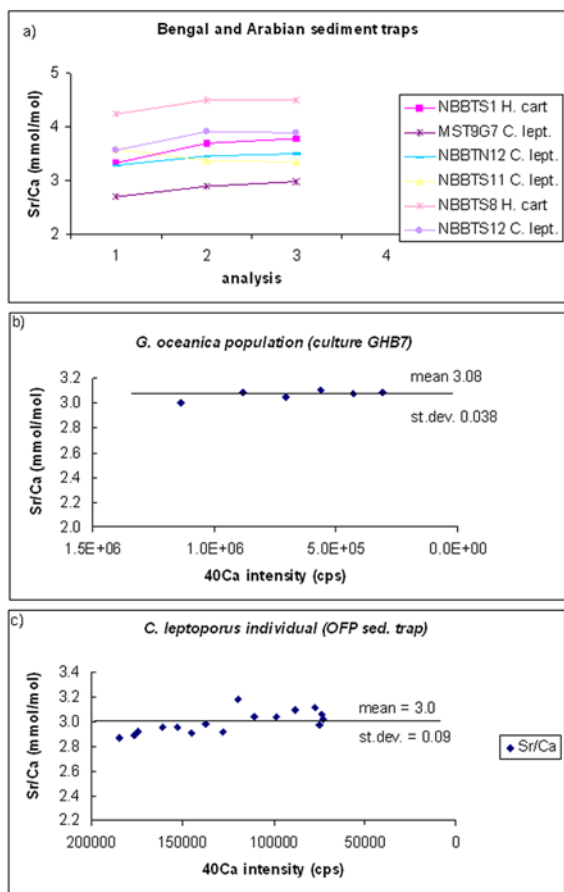 a)
Bengal and Arabian sediment traps
Sr/Ca (mmol/mol)
5
4
3
2
1 2 3 4
analysis
NBBTS1 H. cart
MST9G7 C. lept.
NBBTN12 C. lept.
NBBTS11 C. lept.
NBBTS8 H. cart
NBBTS12 C. lept.
b)
G. oceanica population (culture GHB7)
Sr/Ca (mmol/mol)
3.2
3.0
2.8
2.6
2.4
2.2
2.0
mean 3.08
st.dev. 0.038
1.5E+06 1.0E+06 5.0E+05 0.0E+00
40Ca intensity (cps)
c)
C. leptoporus individual (OFP sed. trap)
Sr/Ca (mmol/mol)
3.4
3.2
3.0
2.8
2.6
2.4
2.2
mean = 3.0
st.dev. = 0.09
Sr/Ca
200000 150000 100000 50000 0
40Ca intensity (cps)